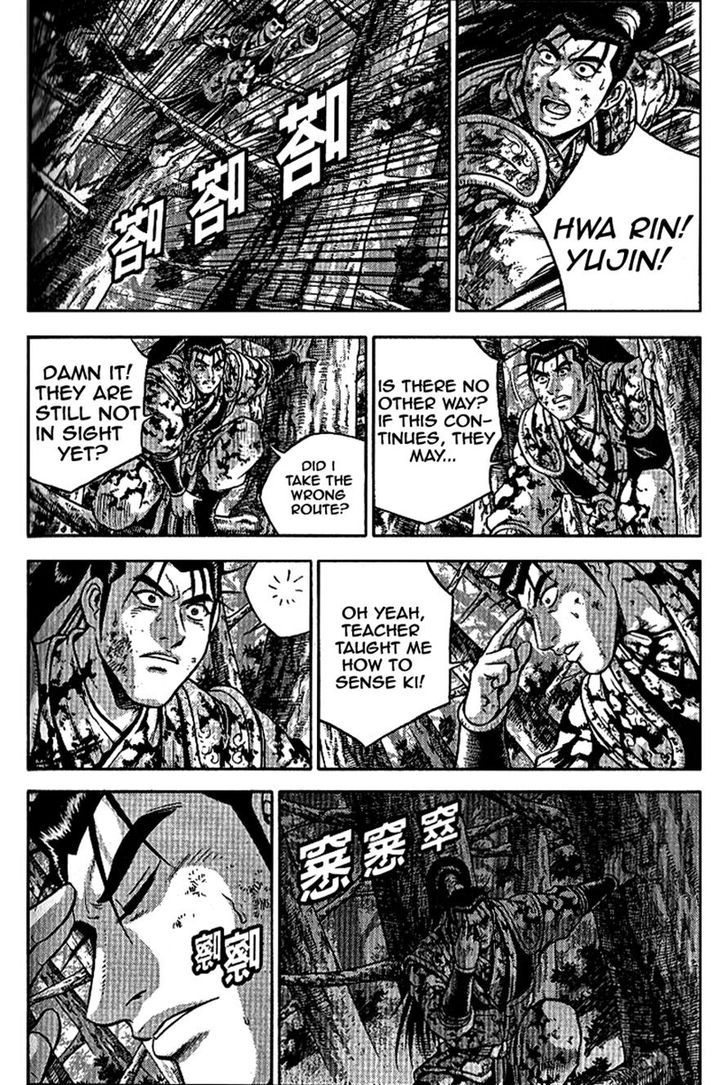 HWA RIN!
YUJIN!
DAMN IT!
THEY ARE
STILL NOT
IN SIGHT
YET?
DID I
TAKE THE
WRONG
ROUTE?
IS THERE NO
OTHER WAY?
IF THIS CON-
TINUES, THEY
MAY...
OH YEAH,
TEACHER
TAUGHT ME
HOW TO
SENSE KI!